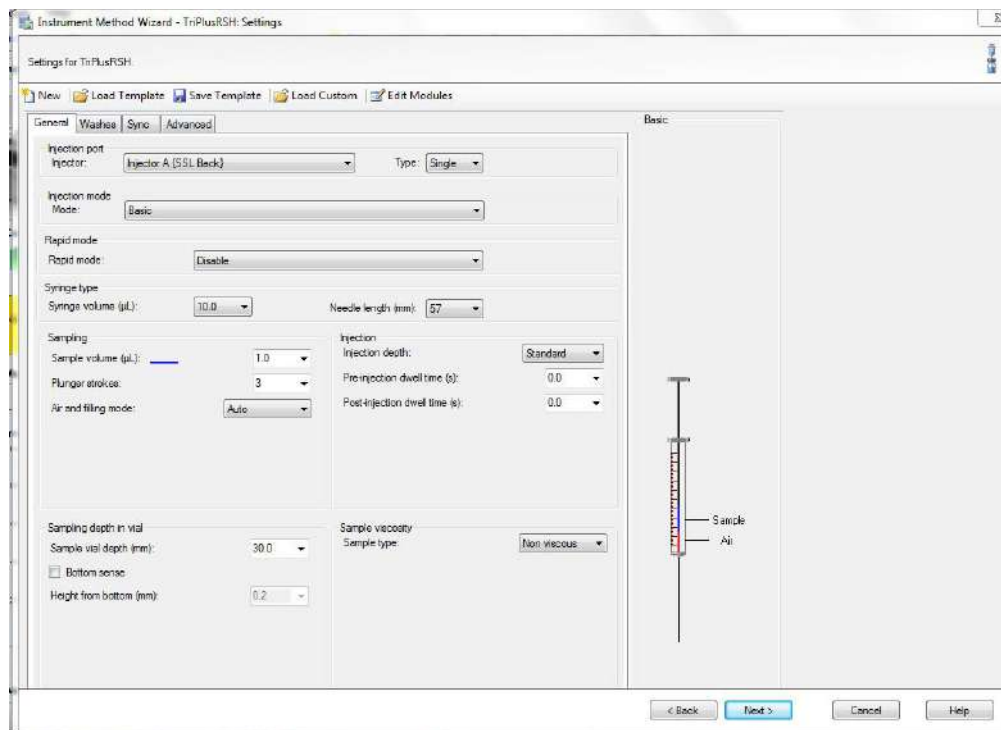 Instrument Method Wizard - TriPlusRSH: Settings
Settings for TriPlusRSH.
New Load Template Save Template Load Custom Edit Modules
General Washes Sync Advanced
Basic
Injection port
Injector: Injector A {SSL Back} Type: Single
Injection mode
Mode: Basic
Rapid mode
Rapid mode: Disable
Syringe type
Syringe volume (µL): 10.0 Needle length (mm): 57
Sampling
Sample volume (µL): 1.0
Plunger strokes: 3
Air and filling mode: Auto
Injection
Injection depth: Standard
Pre-injection dwell time (s): 0.0
Post-injection dwell time (s): 0.0
Sample
Air
Sampling depth in vial
Sample vial depth (mm): 30.0
Bottom sense
Height from bottom (mm): 0.2
Sample viscosity
Sample type: Non viscous
< Back Next > Cancel Help